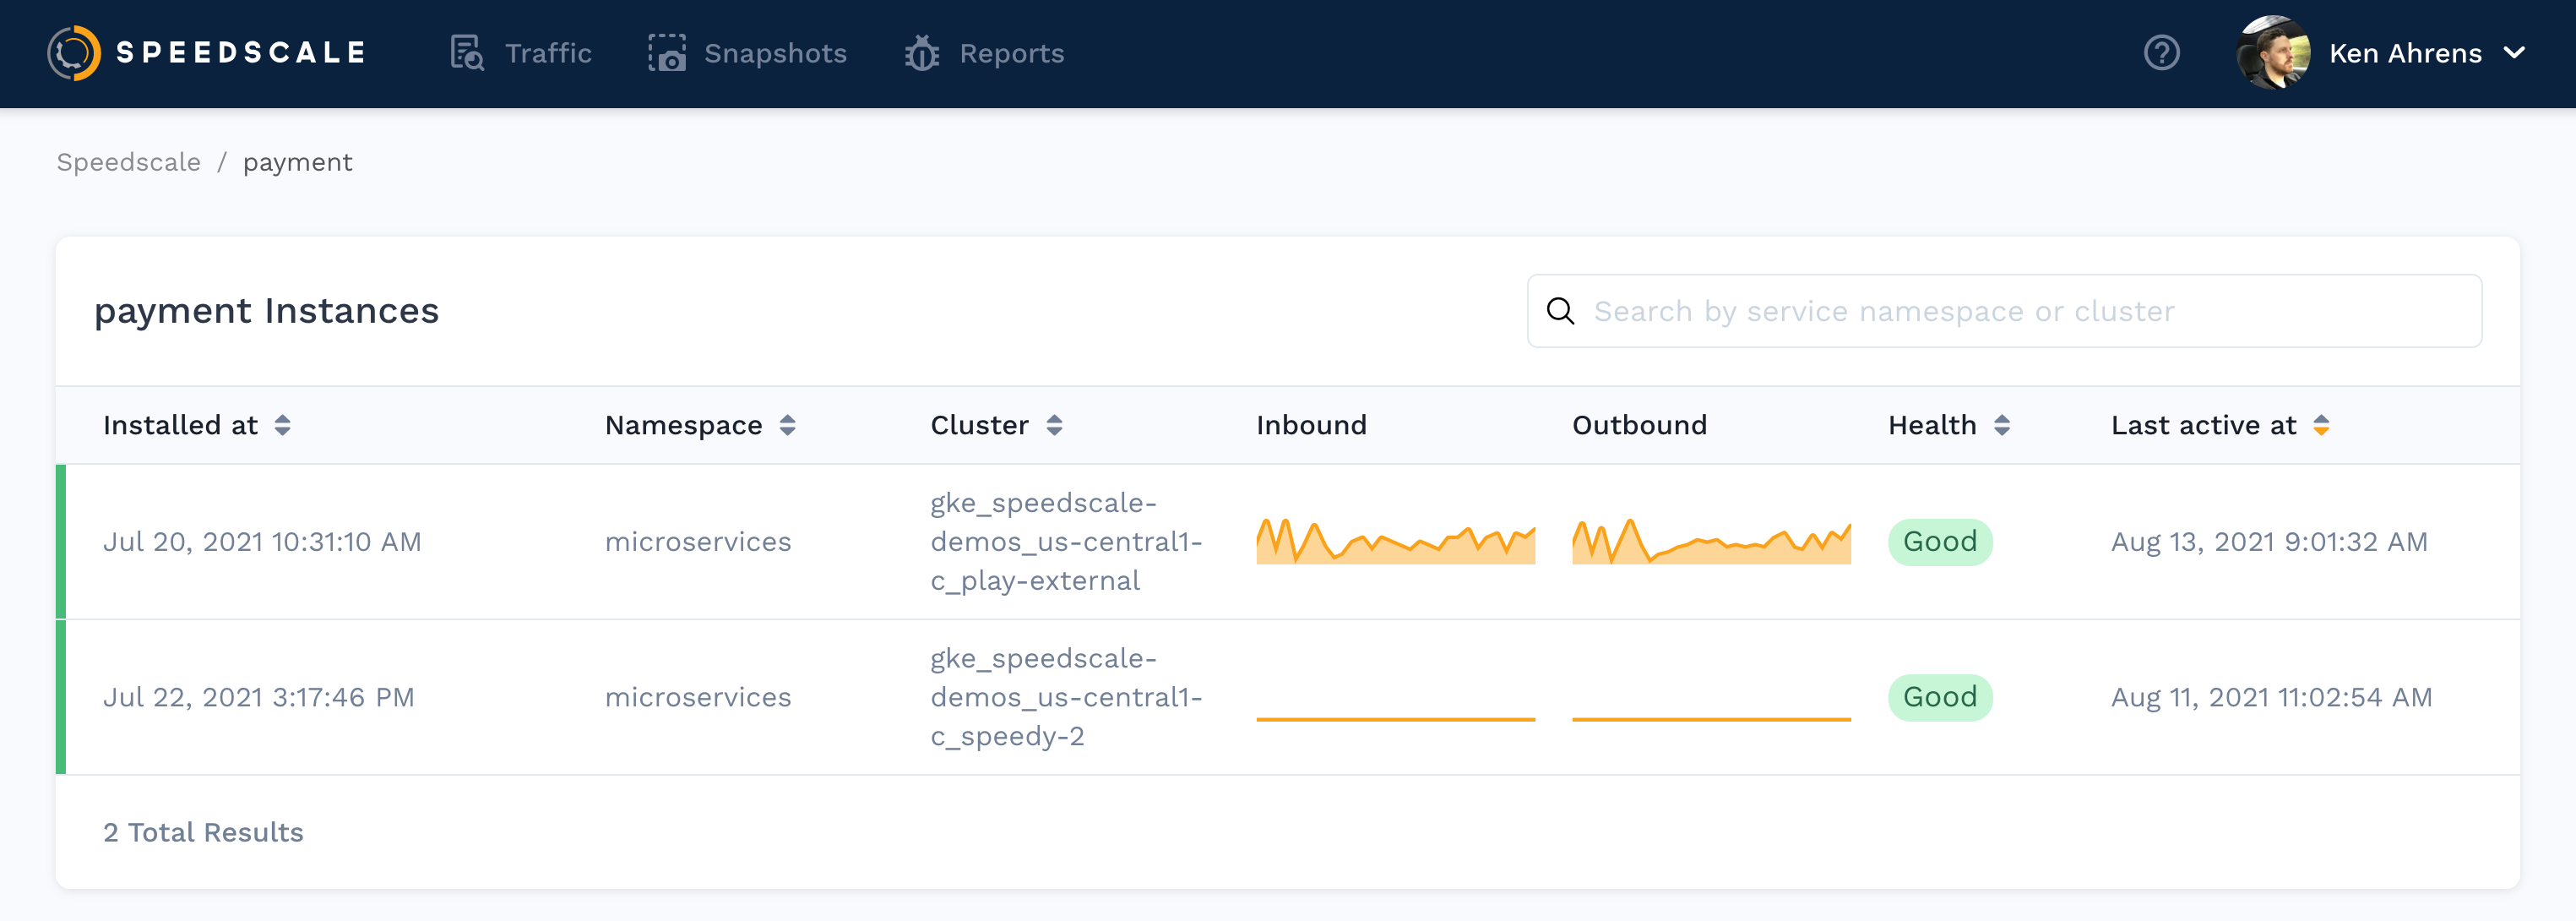 SPEEDSCALE Traffic Snapshots Reports Ken Ahrens
Speedscale / payment
payment Instances Search by service namespace or cluster
Installed at Namespace Cluster Inbound Outbound Health Last active at
gke_speedscale-
Jul 20, 2021 10:31:10 AM microservices demos_us-central1- Good Aug 13, 2021 9:01:32 AM
c_play-external
gke_speedscale-
Jul 22, 2021 3:17:46 PM microservices demos_us-central1- Good Aug 11, 2021 11:02:54 AM
c_speedy-2
2 Total Results